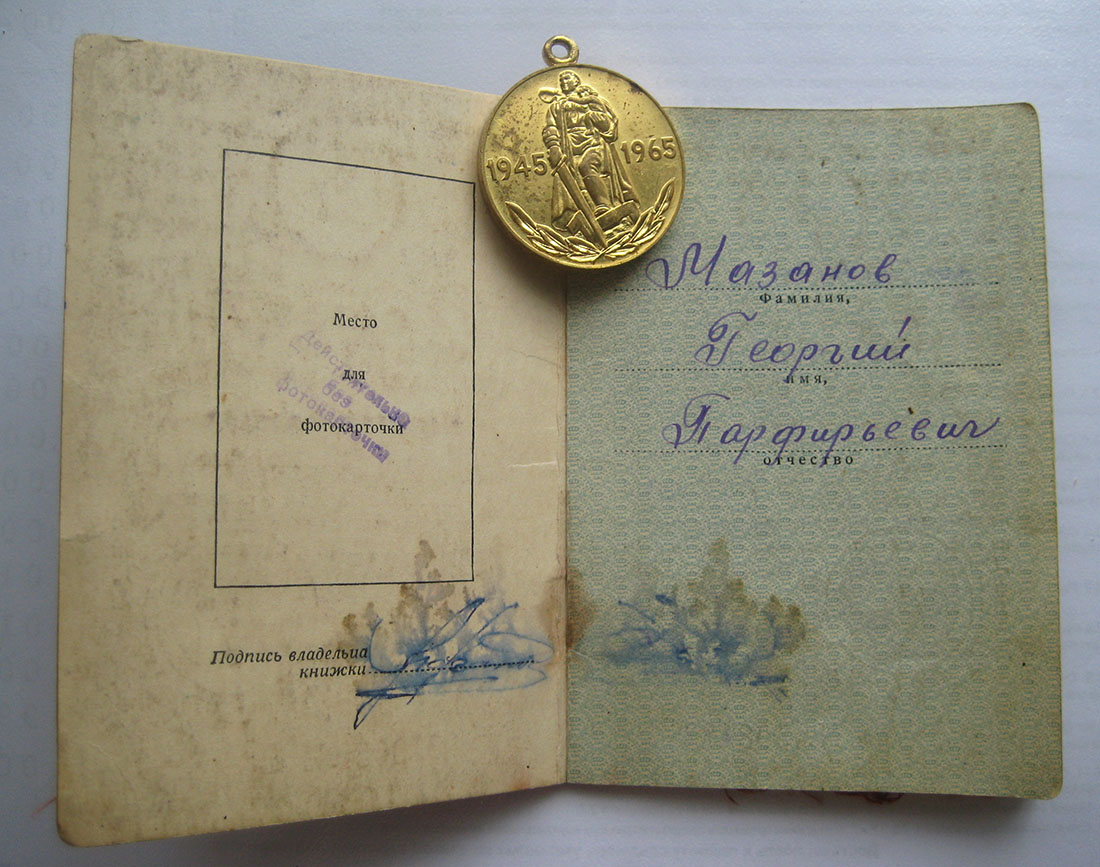 1945 1965
Место
для
фотокарточки
Действительно
без
фотокарточки
Подпись владельца
книжки
Мазанов
Фамилия,
Георгий
имя,
Парфирьевич
отчество